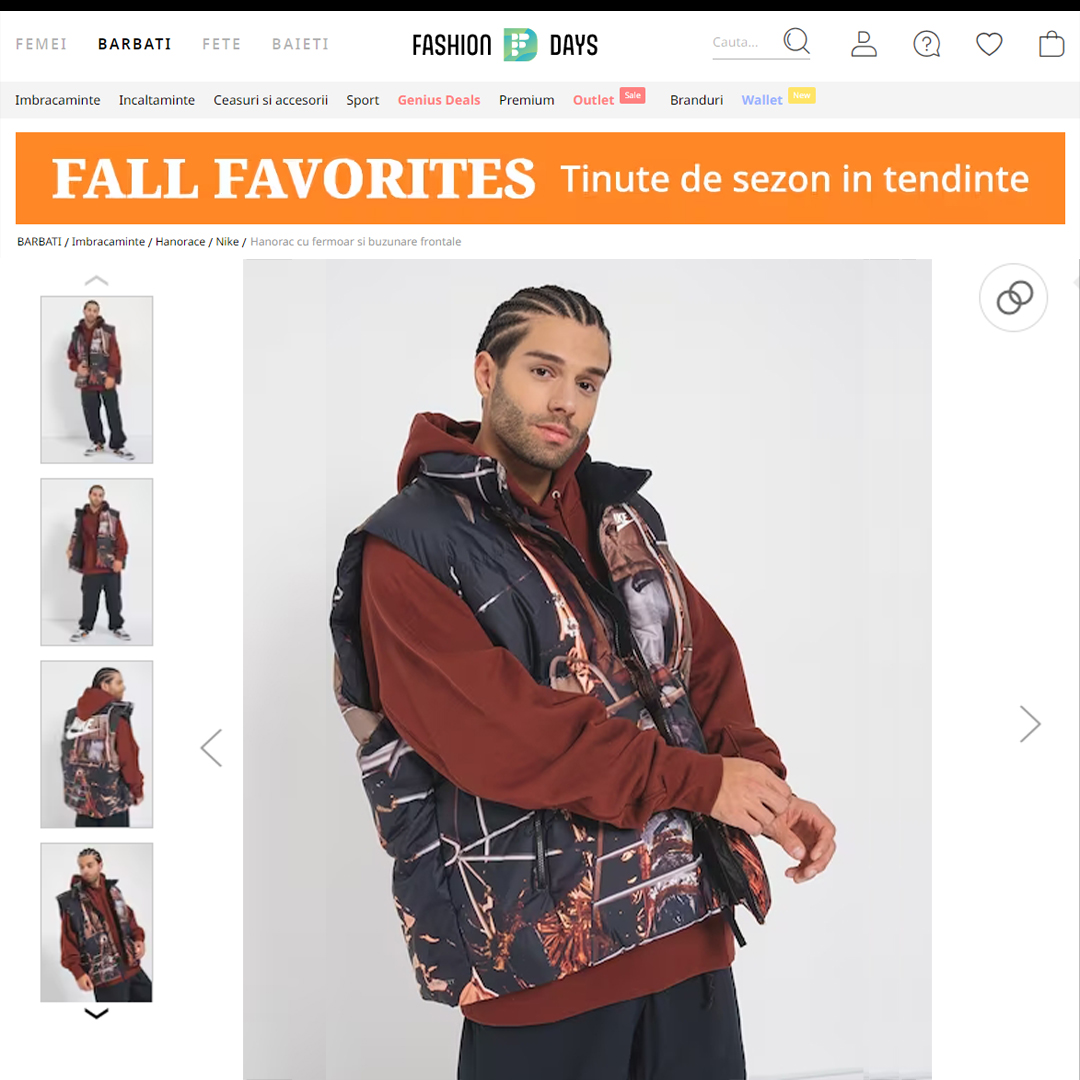 FEMEI BARBATI FETE BAIETI FASHION DAYS Cauta...
Imbracaminte Incaltaminte Ceasuri si accesorii Sport Genius Deals Premium Outlet Sale Branduri Wallet New
FALL FAVORITES Tinute de sezon in tendinte
BARBATI / Imbracaminte / Hanorace / Nike / Hanorac cu fermoar si buzunare frontale